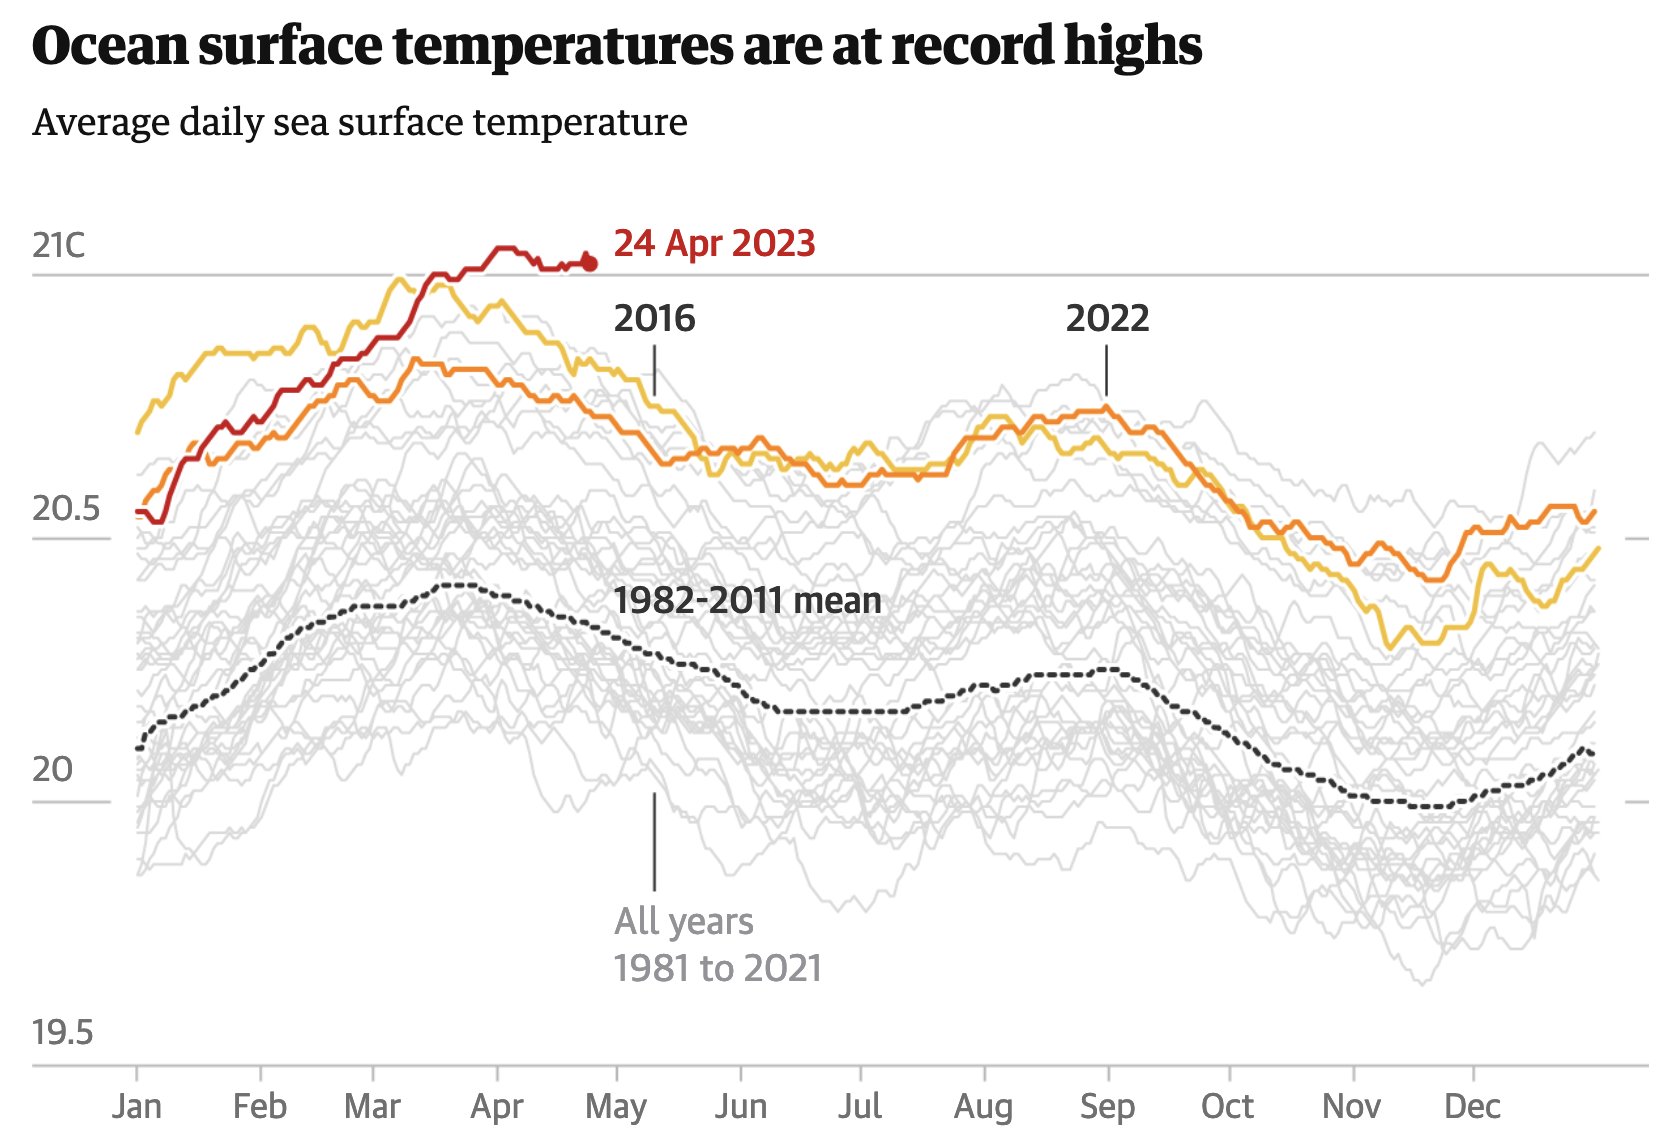 Ocean surface temperatures are at record highs
Average daily sea surface temperature
21C
24 Apr 2023
2016
2022
20.5
1982-2011 mean
20
All years
1981 to 2021
19.5
Jan Feb Mar Apr May Jun Jul Aug Sep Oct Nov Dec